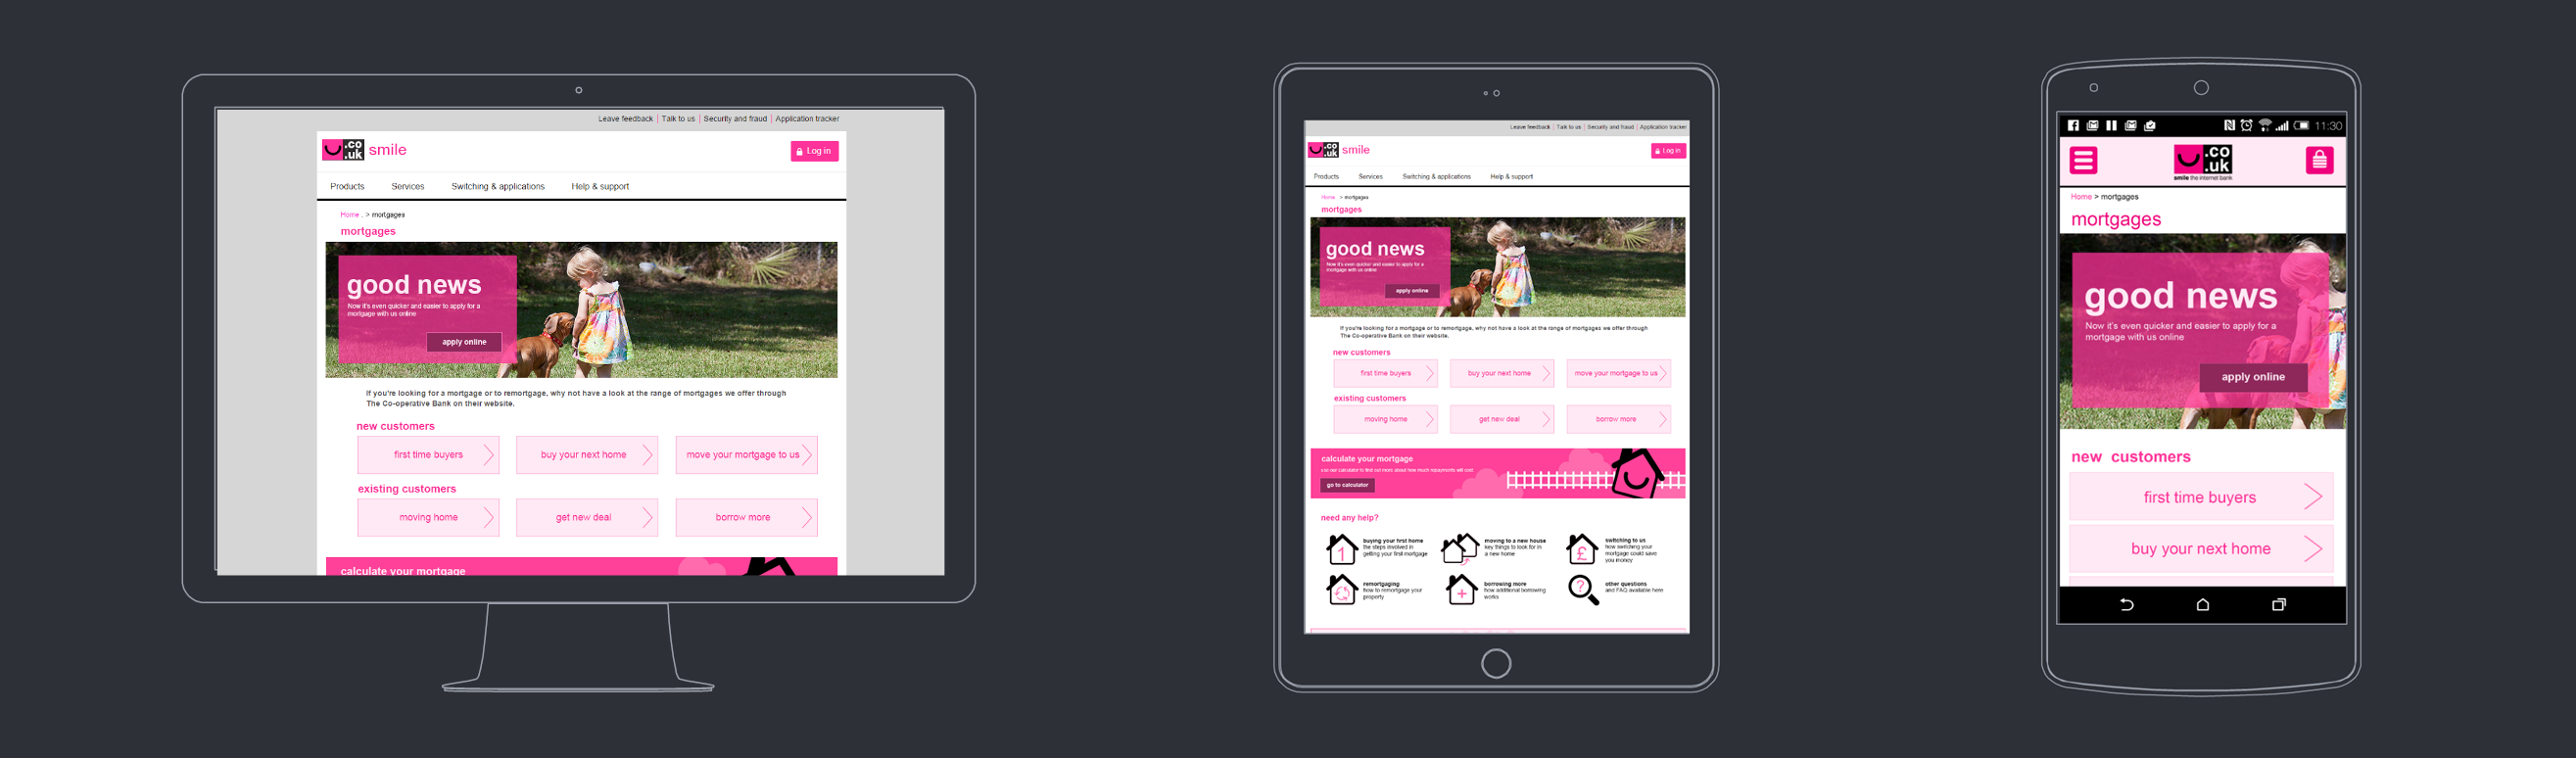 Leave feedback | Talk to us | Security and fraud | Application tracker
.co
.uk
smile
Log in
Products Services Switching & applications Help & support
Home . > mortgages
mortgages
good news
Now it's even quicker and easier to apply for a
mortgage with us online
apply online
If you're looking for a mortgage or to remortgage, why not have a look at the range of mortgages we offer through
The Co-operative Bank on their website.
new customers
first time buyers
buy your next home
move your mortgage to us
existing customers
moving home
get new deal
borrow more
calculate your mortgage
Leave feedback | Talk to us | Security and fraud | Application tracker
.co
.uk
smile
Log in
Products Services Switching & applications Help & support
Home . > mortgages
mortgages
good news
Now it's even quicker and easier to apply for a
mortgage with us online
apply online
If you're looking for a mortgage or to remortgage, why not have a look at the range of mortgages we offer through
The Co-operative Bank on their website.
new customers
first time buyers
buy your next home
move your mortgage to us
existing customers
moving home
get new deal
borrow more
calculate your mortgage
use our calculator to find out more about how much repayments will cost
go to calculator
need any help?
1
buying your first home
the steps involved in
getting your first mortgage
moving to a new house
key things to look for in
a new home
£
switching to us
how switching your
mortgage could save
you money
remortgaging
how to remortgage your
property
+
borrowing more
how additional borrowing
works
?
other questions
and FAQ available here
11:30
.co
.uk
smile the internet bank
Home > mortgages
mortgages
good news
Now it's even quicker and easier to apply for a
mortgage with us online
apply online
new customers
first time buyers
buy your next home